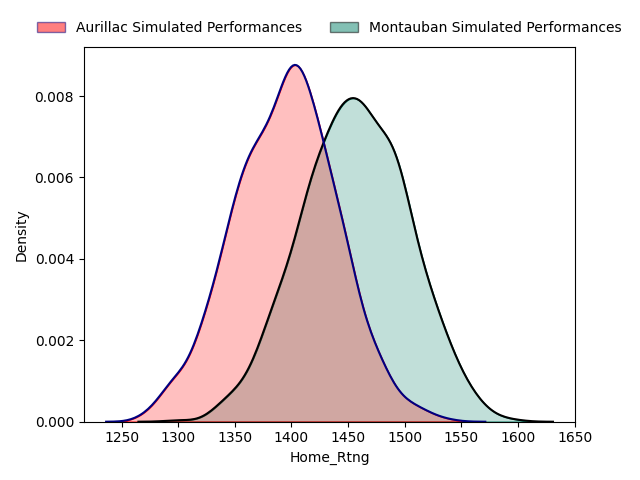 Aurillac Simulated Performances Montauban Simulated Performances
0.008
0.006
0.004
0.002
0.000
Density
1250 1300 1350 1400 1450 1500 1550 1600 1650
Home_Rtng